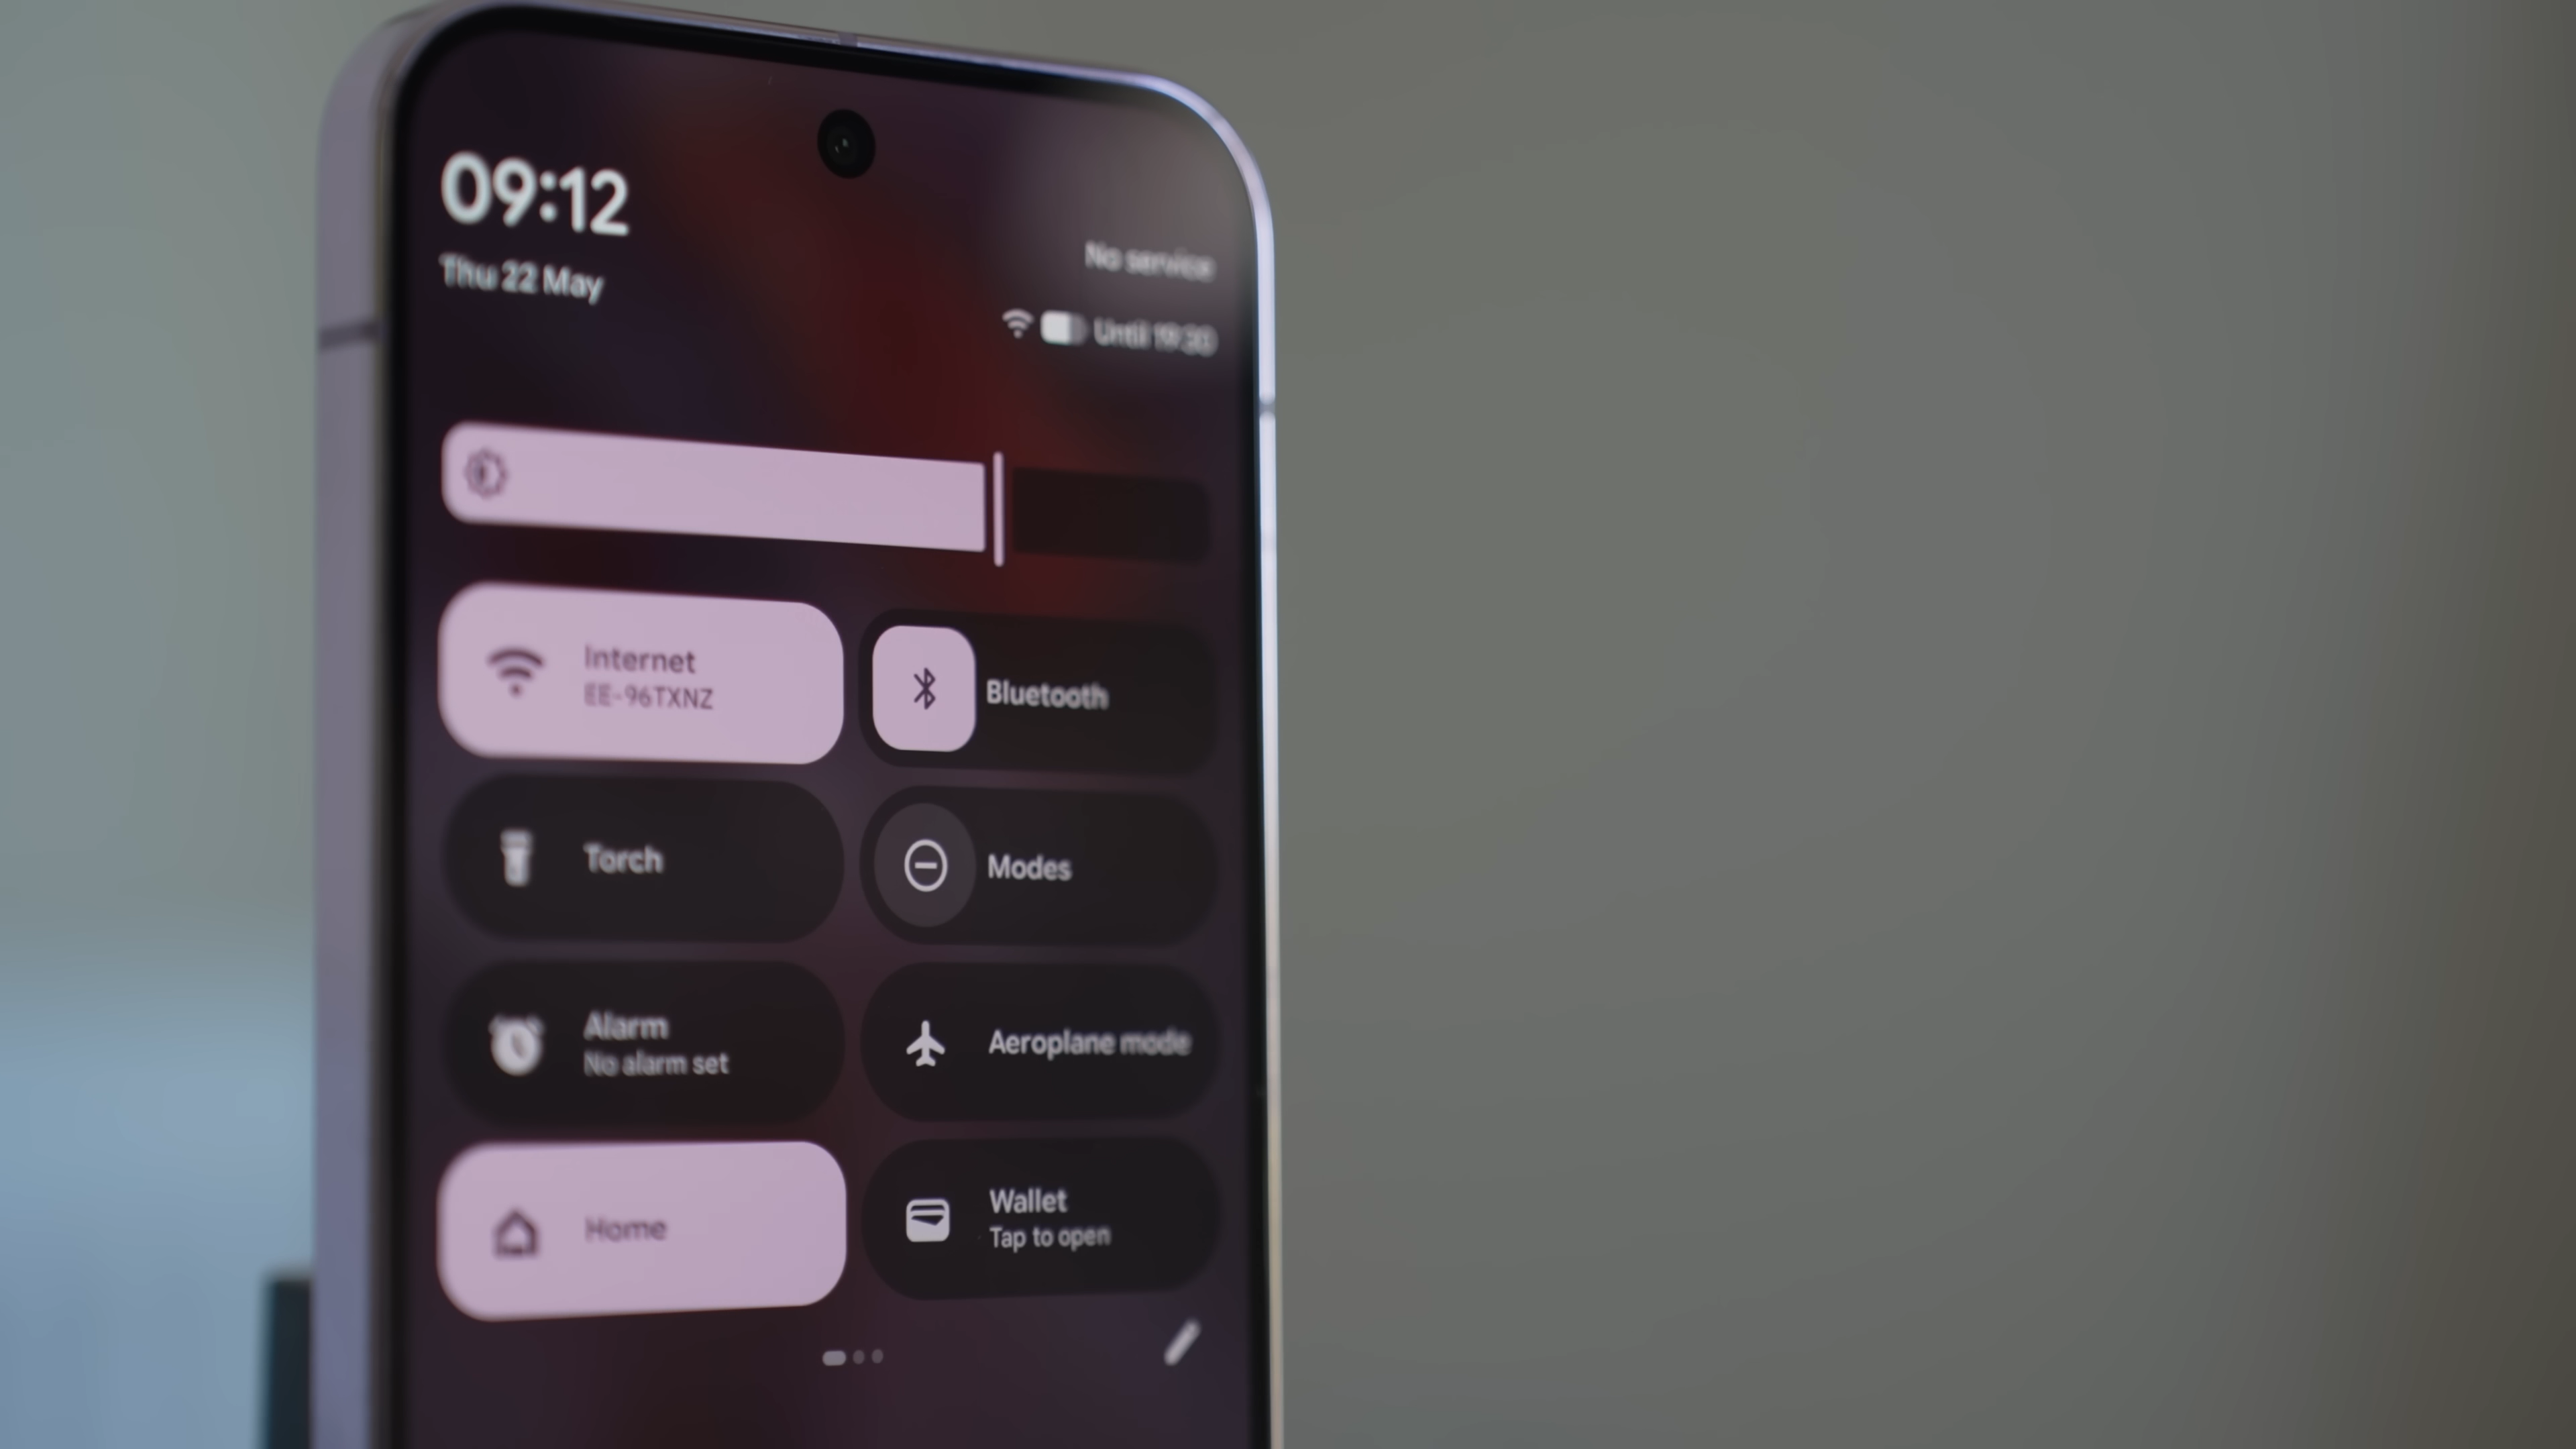 09:12
Thu 22 May
No service
Until 19:30
Internet
EE-96TXNZ
Bluetooth
Torch
Modes
Alarm
No alarm set
Aeroplane mode
Home
Wallet
Tap to open